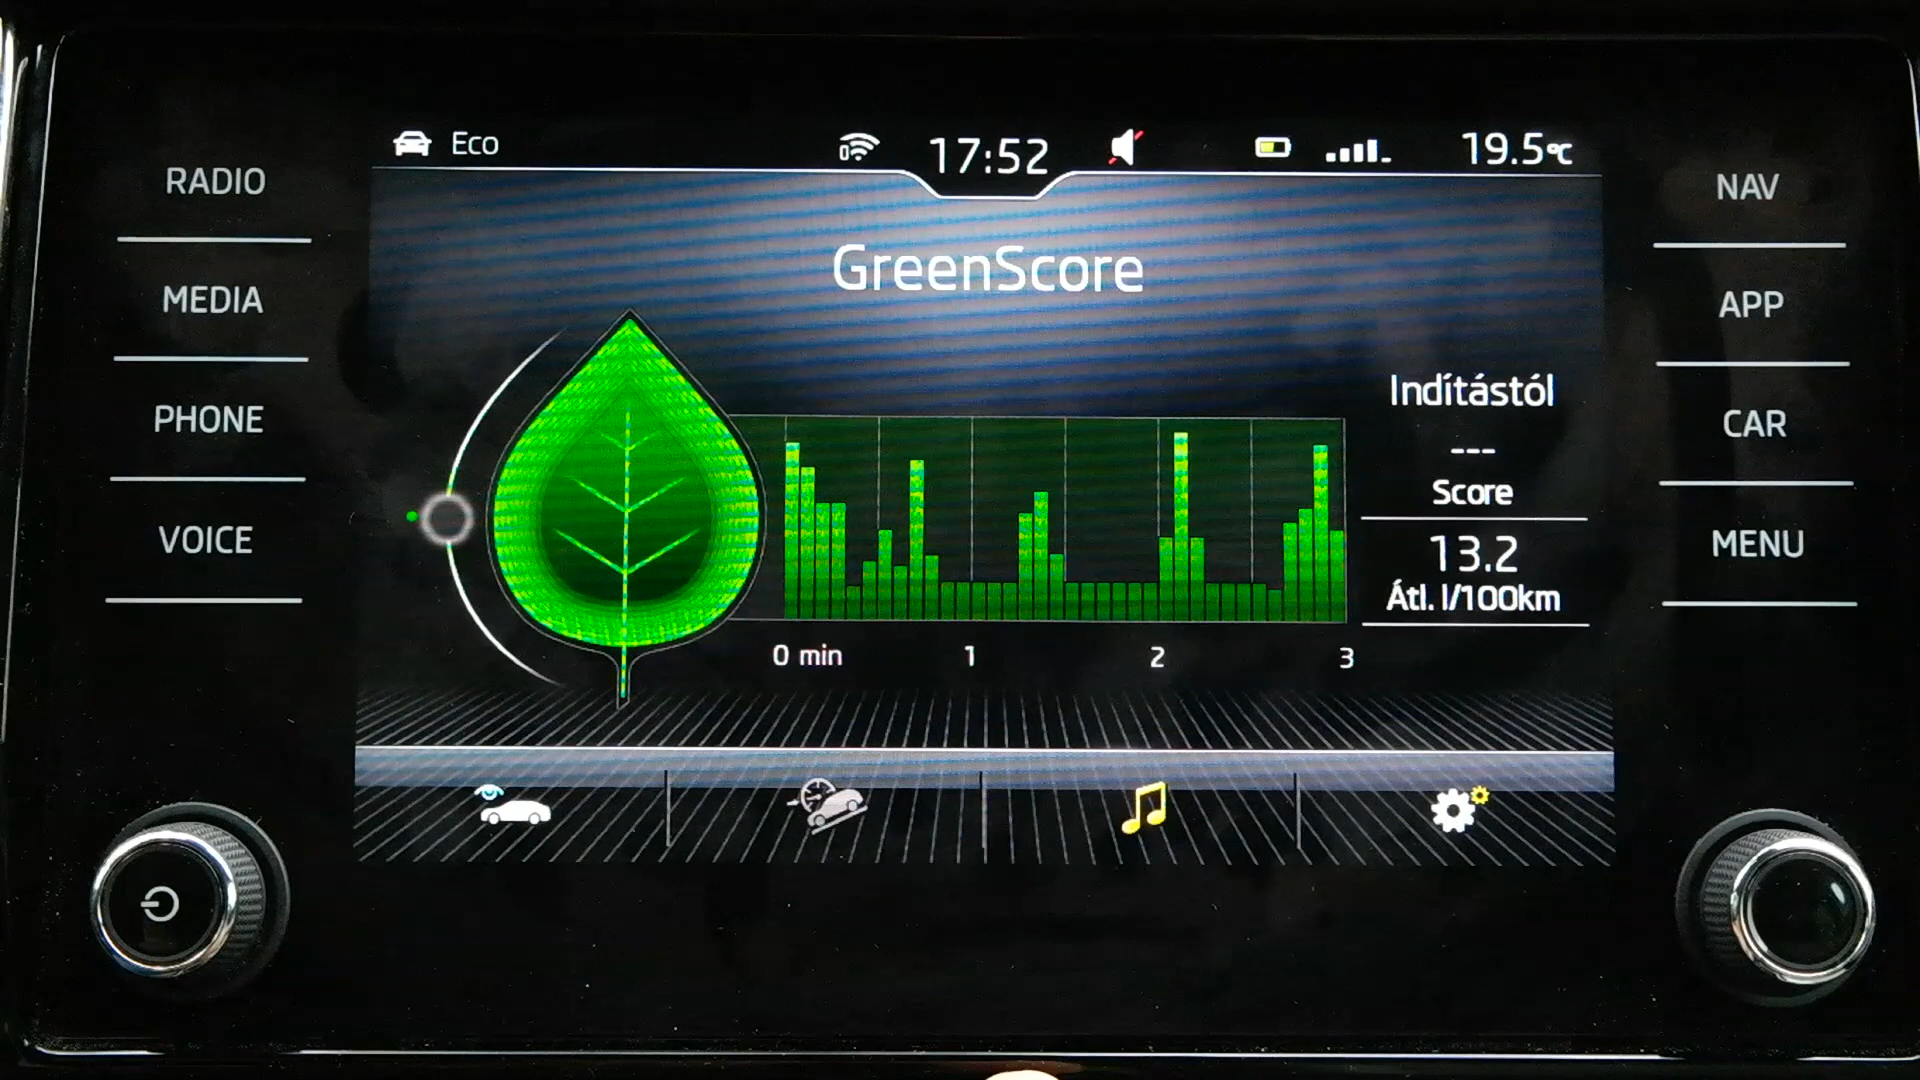 Eco 17:52 19.5°C
RADIO
MEDIA
PHONE
VOICE
GreenScore
Indítástól
---
Score
13.2
Átl. l/100km
0 min 1 2 3
NAV
APP
CAR
MENU